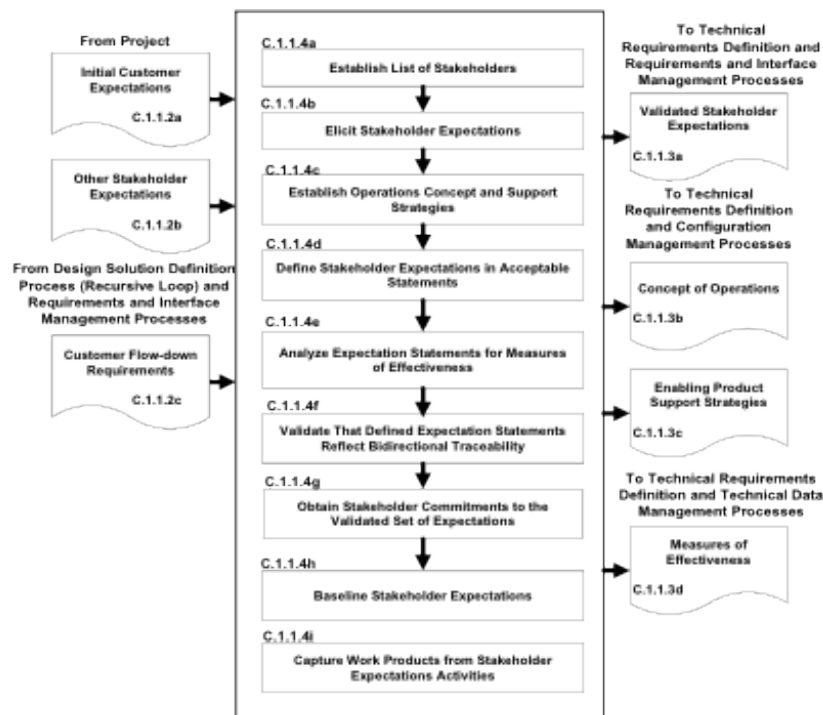 From Project
Initial Customer
Expectations
C.1.1.2a
Other Stakeholder
Expectations
C.1.1.2b
From Design Solution Definition
Process (Recursive Loop) and
Requirements and Interface
Management Processes
Customer Flow-down
Requirements
C.1.1.2c
C.1.1.4a
Establish List of Stakeholders
C.1.1.4b
Elicit Stakeholder Expectations
C.1.1.4c
Establish Operations Concept and Support
Strategies
C.1.1.4d
Define Stakeholder Expectations in Acceptable
Statements
C.1.1.4e
Analyze Expectation Statements for Measures
of Effectiveness
C.1.1.4f
Validate That Defined Expectation Statements
Reflect Bidirectional Traceability
C.1.1.4g
Obtain Stakeholder Commitments to the
Validated Set of Expectations
C.1.1.4h
Baseline Stakeholder Expectations
C.1.1.4i
Capture Work Products from Stakeholder
Expectations Activities
To Technical
Requirements Definition and
Requirements and Interface
Management Processes
Validated Stakeholder
Expectations
C.1.1.3a
To Technical
Requirements Definition
and Configuration
Management Processes
Concept of Operations
C.1.1.3b
Enabling Product
Support Strategies
C.1.1.3c
To Technical Requirements
Definition and Technical Data
Management Processes
Measures of
Effectiveness
C.1.1.3d